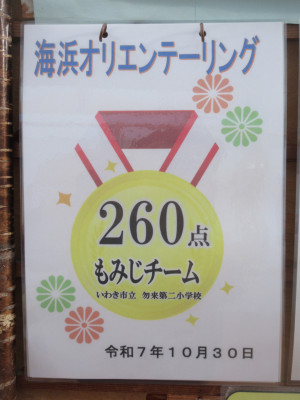 海浜オリエンテーリング
260点
もみじチーム
いわき市立 勿来第二小学校
令和7年10月30日